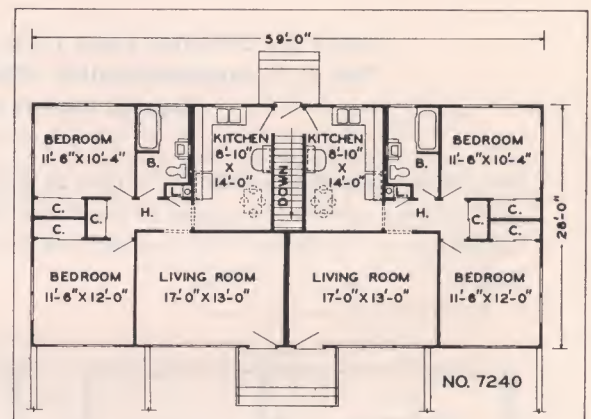 59'-0"
BEDROOM
11'-6"X10'-4"
B.
KITCHEN
8'-10"
X
14'-0"
DOWN
KITCHEN
8'-10"
X
14'-0"
B.
BEDROOM
11'-6"X10'-4"
L.
L.
C.
C.
C.
H.
H.
C.
C.
C.
28'-0"
BEDROOM
11'-6"X12'-0"
LIVING ROOM
17'-0"X13'-0"
LIVING ROOM
17'-0"X13'-0"
BEDROOM
11'-6"X12'-0"
NO. 7240